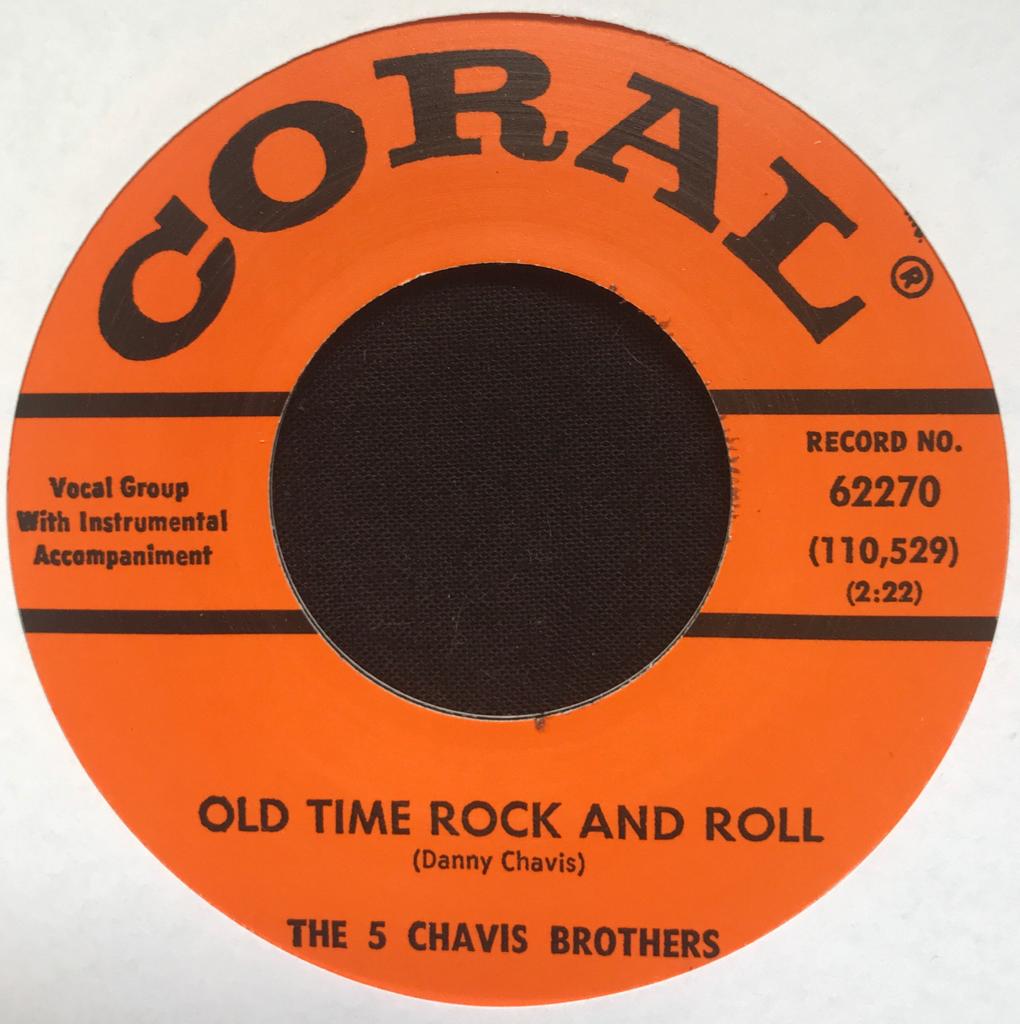 CORAL
®
Vocal Group
With Instrumental
Accompaniment
RECORD NO.
62270
(110,529)
(2:22)
OLD TIME ROCK AND ROLL
(Danny Chavis)
THE 5 CHAVIS BROTHERS